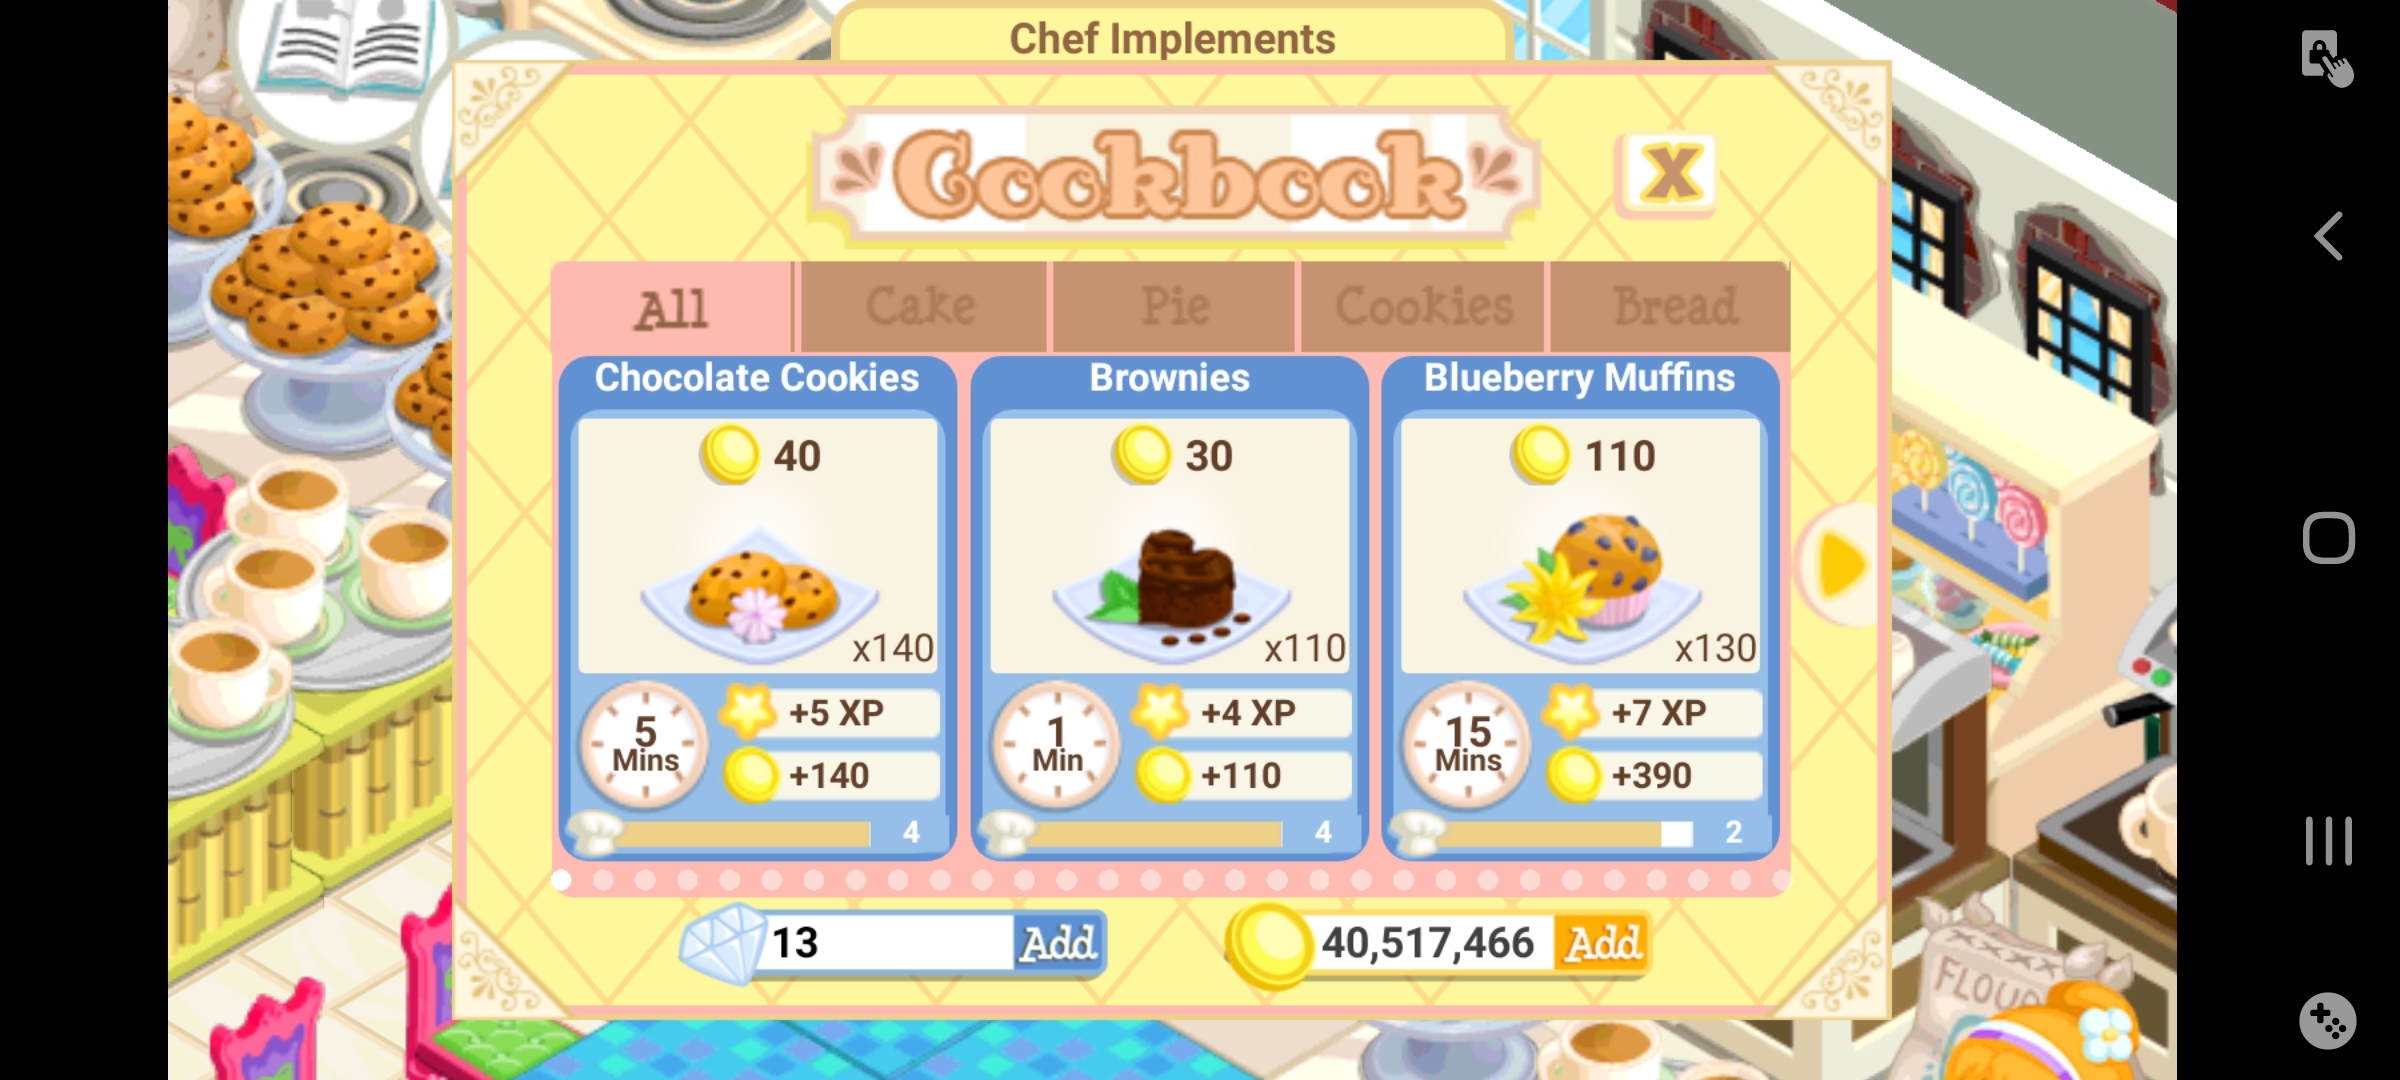 Chef Implements
Cookbook
X
All
Cake
Pie
Cookies
Bread
Chocolate Cookies
40
x140
5
Mins
+5 XP
+140
4
Brownies
30
x110
1
Min
+4 XP
+110
4
Blueberry Muffins
110
x130
15
Mins
+7 XP
+390
2
13
Add
40,517,466
Add
FLOUR